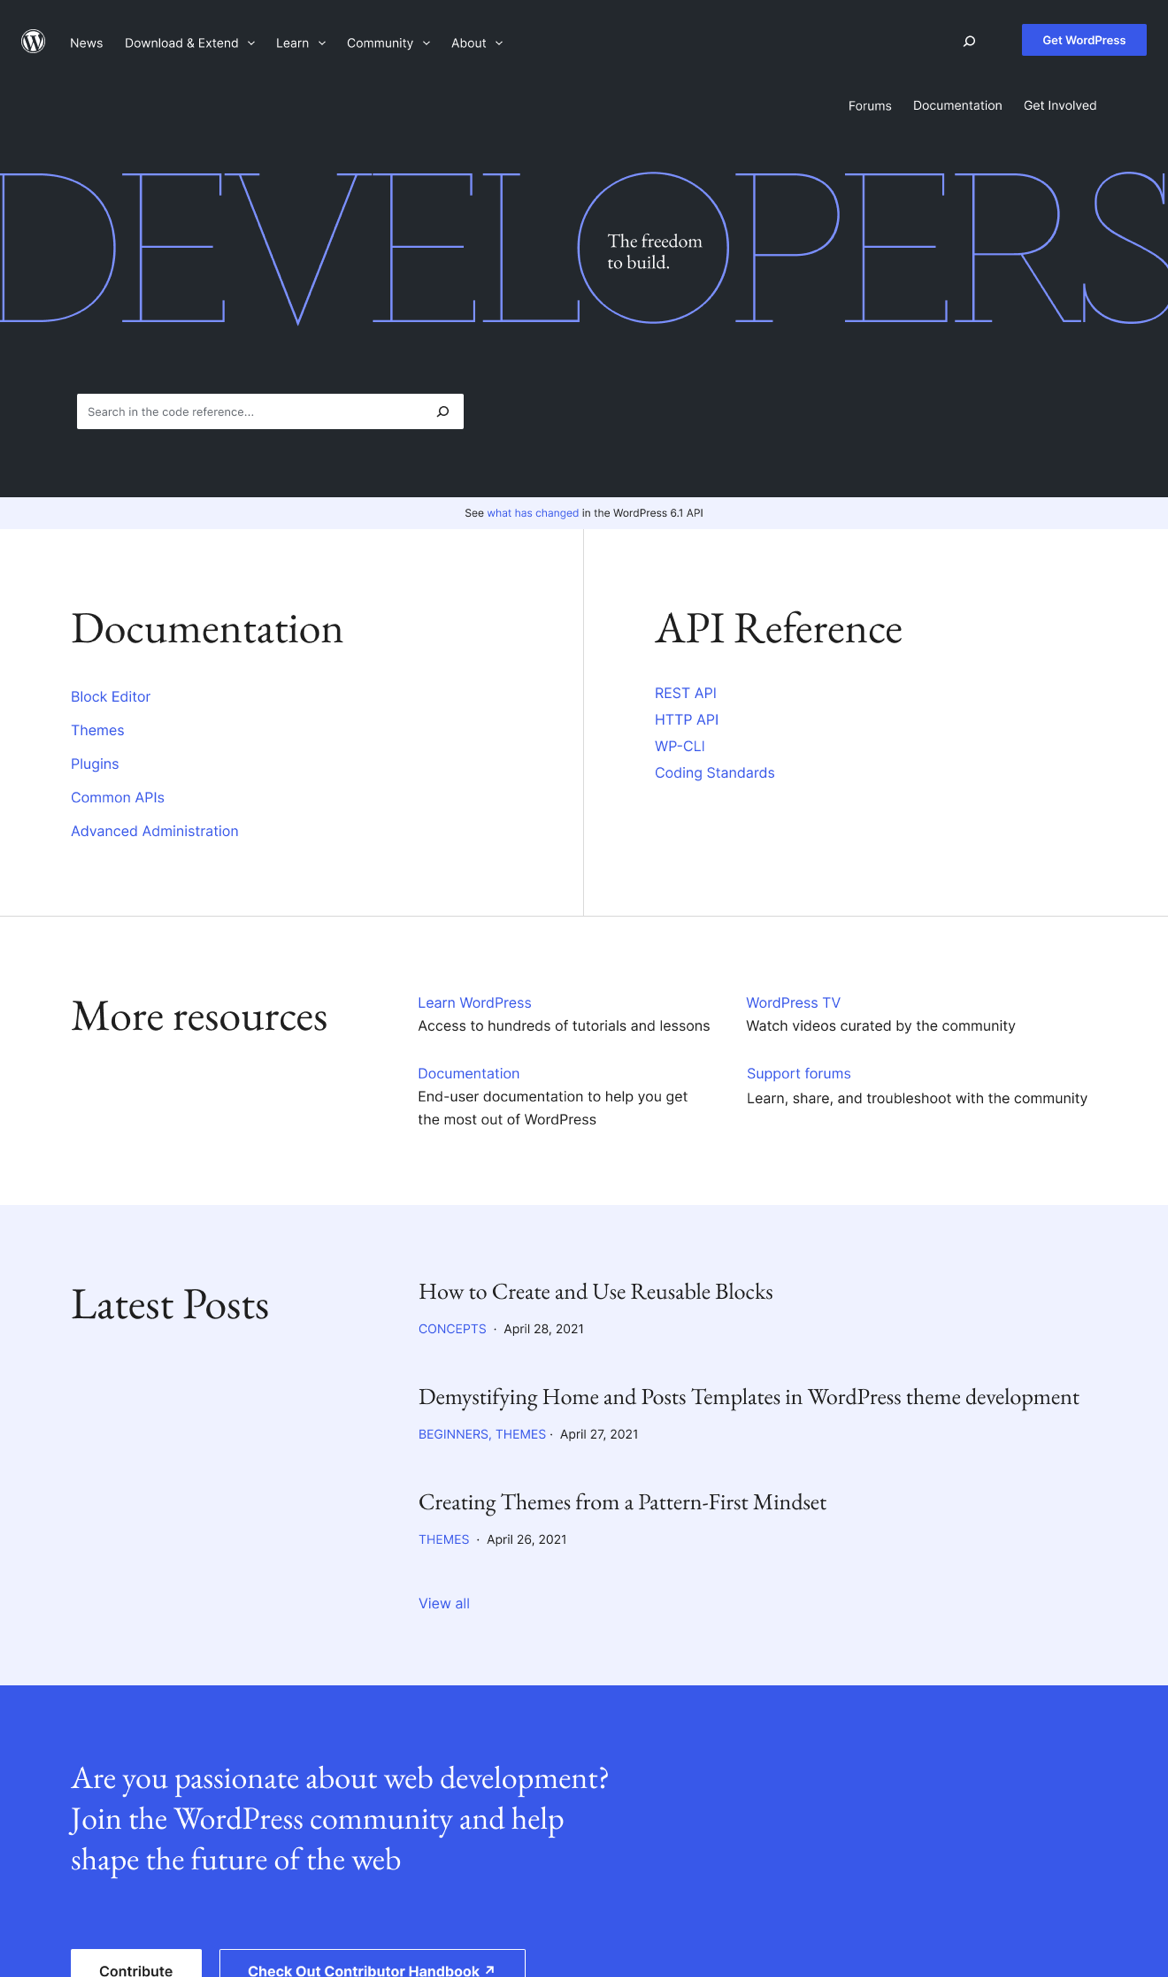 News
Download & Extend
Learn
Community
About
Get WordPress
Forums
Documentation
Get Involved
DEVELOPERS
The freedom
to build.
Search in the code reference...
See what has changed in the WordPress 6.1 API
Documentation
Block Editor
Themes
Plugins
Common APIs
Advanced Administration
API Reference
REST API
HTTP API
WP-CLI
Coding Standards
More resources
Learn WordPress
Access to hundreds of tutorials and lessons
WordPress TV
Watch videos curated by the community
Documentation
End-user documentation to help you get
the most out of WordPress
Support forums
Learn, share, and troubleshoot with the community
Latest Posts
How to Create and Use Reusable Blocks
CONCEPTS · April 28, 2021
Demystifying Home and Posts Templates in WordPress theme development
BEGINNERS, THEMES · April 27, 2021
Creating Themes from a Pattern-First Mindset
THEMES · April 26, 2021
View all
Are you passionate about web development?
Join the WordPress community and help
shape the future of the web
Contribute
Check Out Contributor Handbook ↗